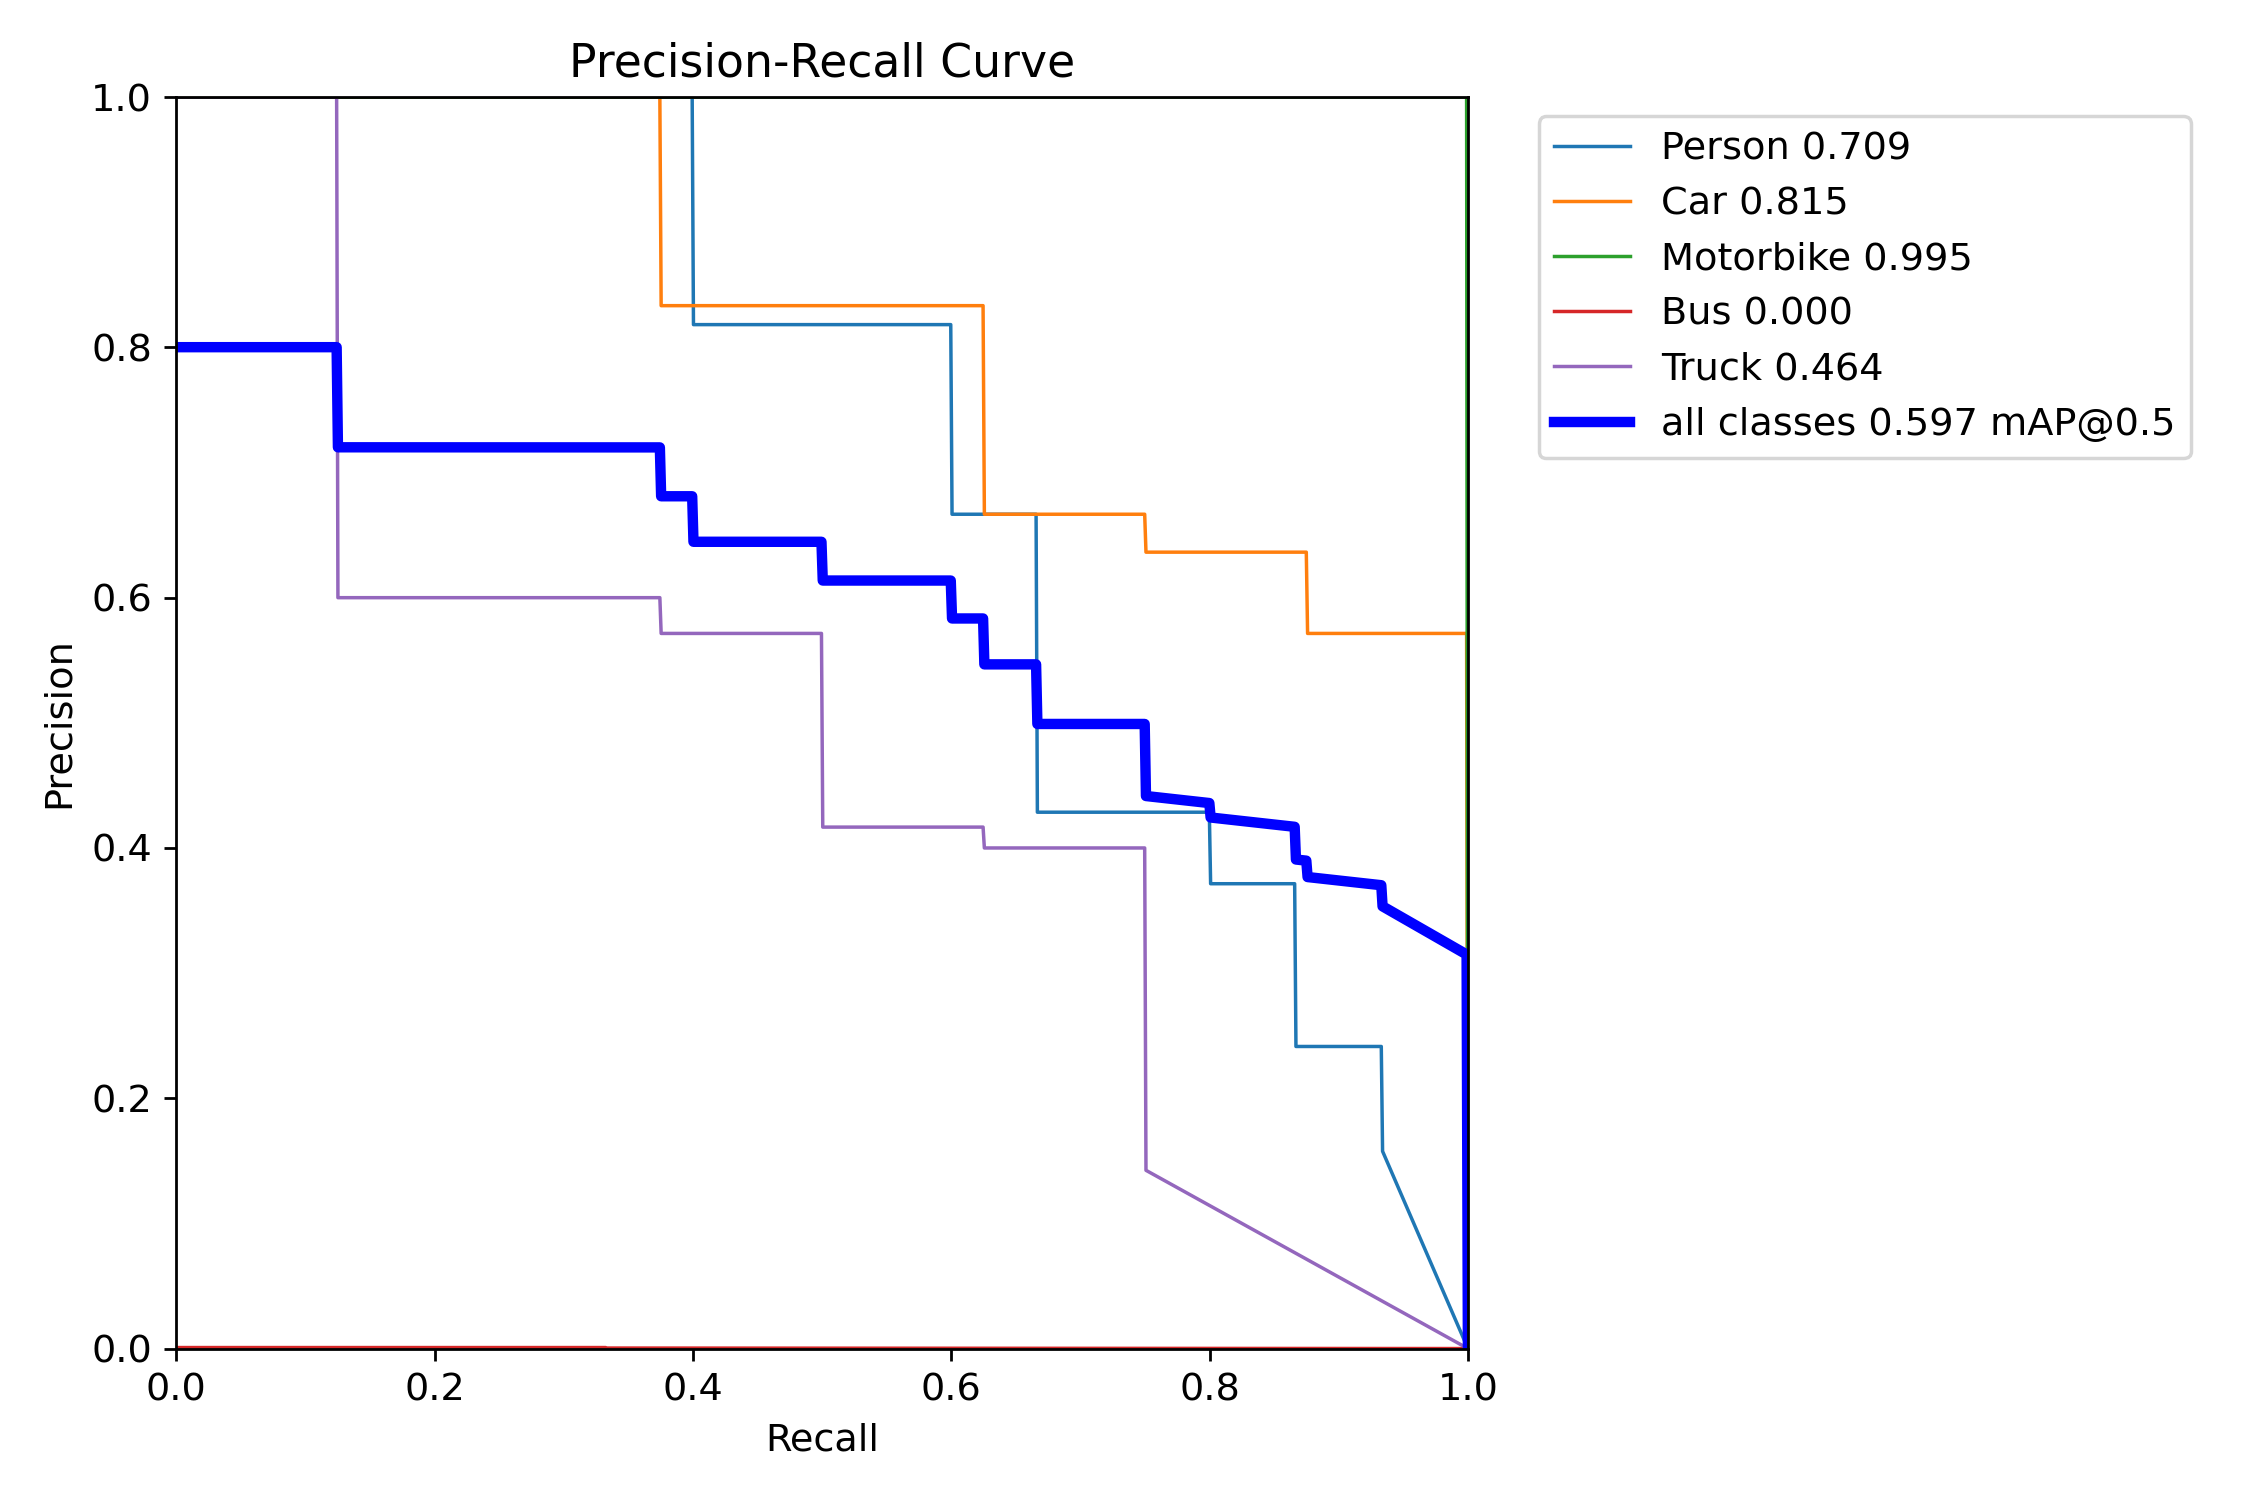 Precision-Recall Curve
1.0
0.8
0.6
0.4
0.2
0.0
Precision
0.0 0.2 0.4 0.6 0.8 1.0
Recall
Person 0.709
Car 0.815
Motorbike 0.995
Bus 0.000
Truck 0.464
all classes 0.597 mAP@0.5